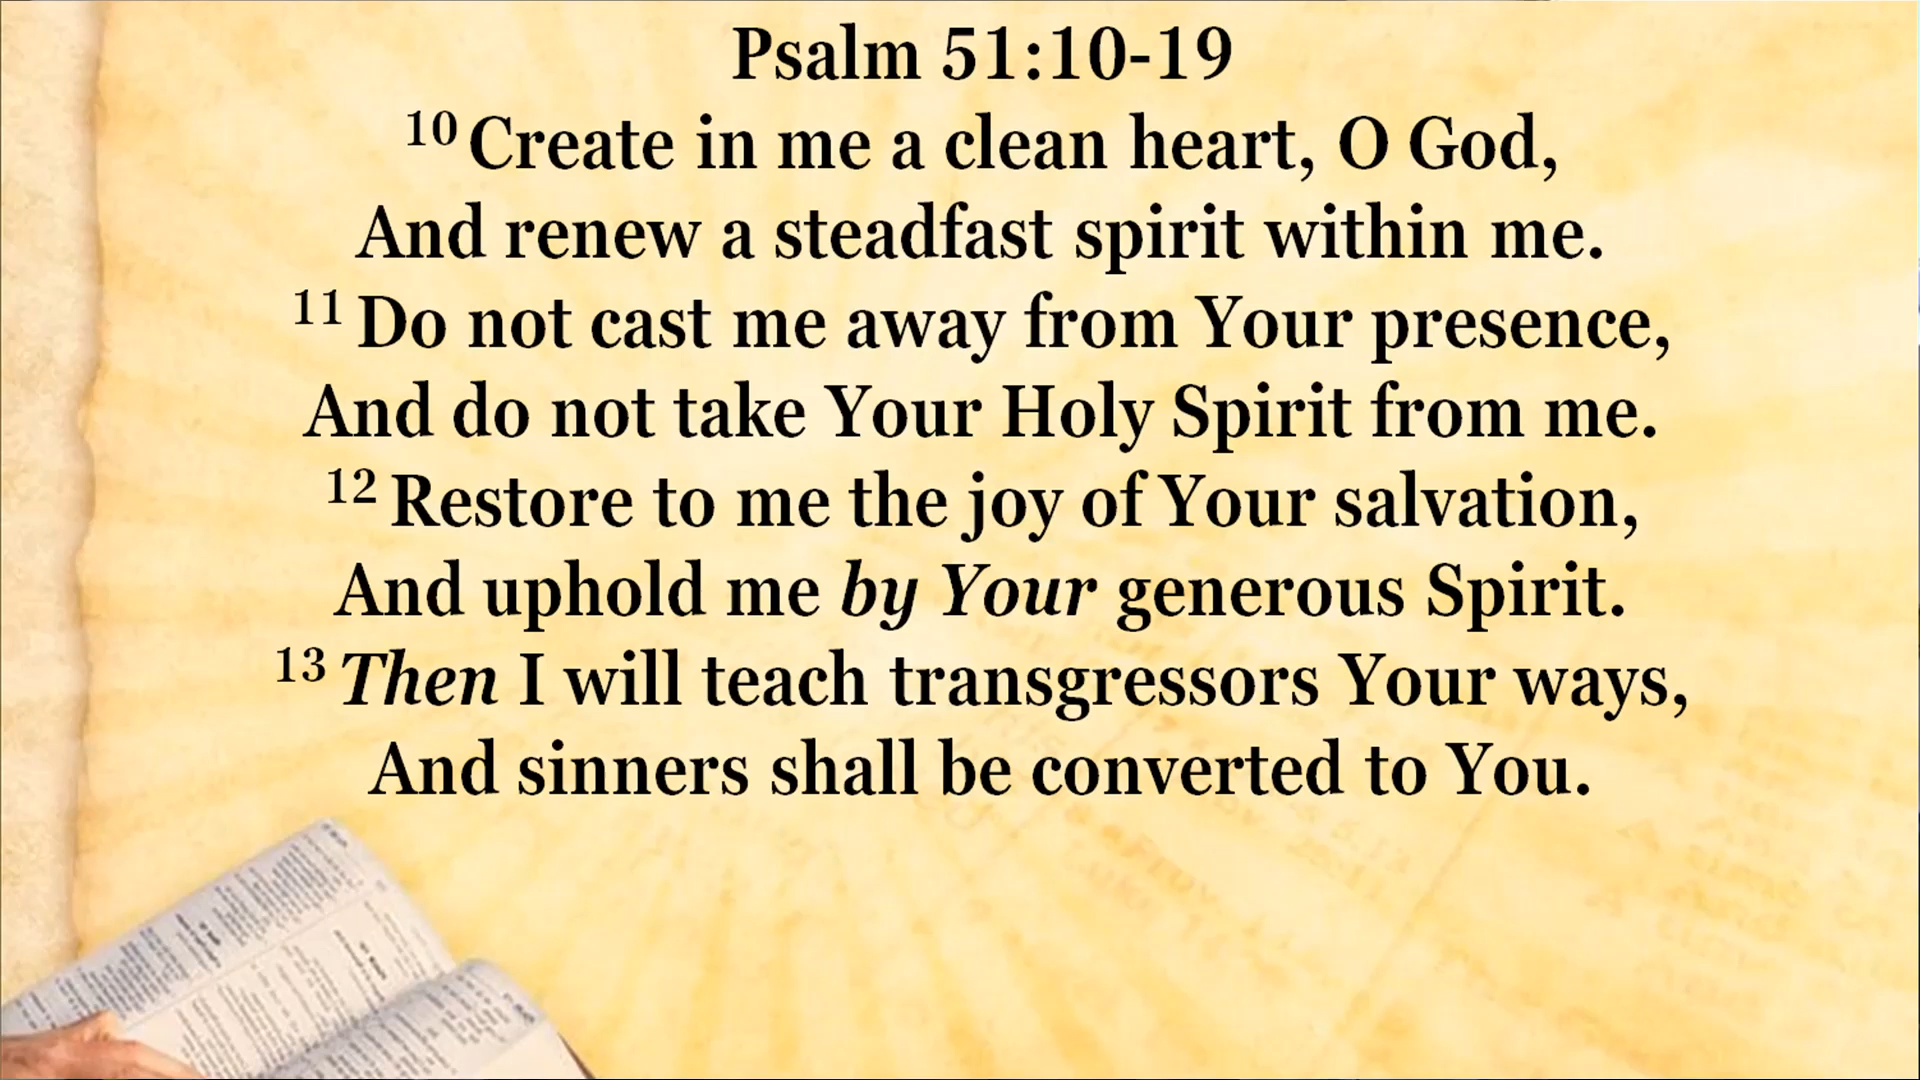 Psalm 51:10-19
10 Create in me a clean heart, O God,
And renew a steadfast spirit within me.
11 Do not cast me away from Your presence,
And do not take Your Holy Spirit from me.
12 Restore to me the joy of Your salvation,
And uphold me by Your generous Spirit.
13 Then I will teach transgressors Your ways,
And sinners shall be converted to You.